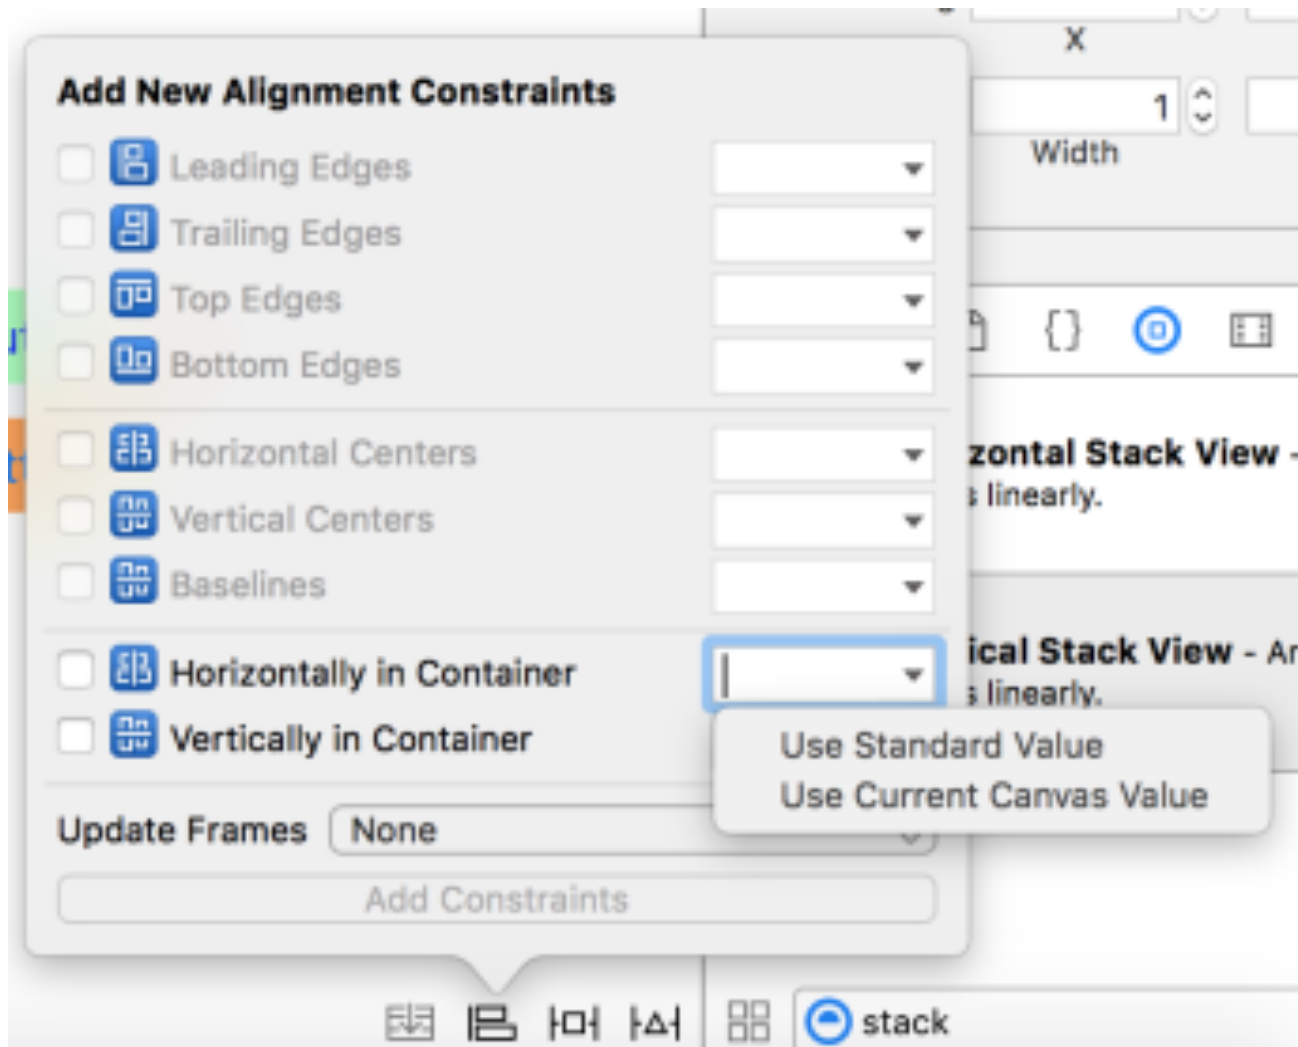 Add New Alignment Constraints
Leading Edges
Trailing Edges
Top Edges
Bottom Edges
Horizontal Centers
Vertical Centers
Baselines
Horizontally in Container
Vertically in Container
Use Standard Value
Use Current Canvas Value
Update Frames None
Add Constraints
X
1
Width
{}
zontal Stack View -
s linearly.
ical Stack View - Ar
s linearly.
stack